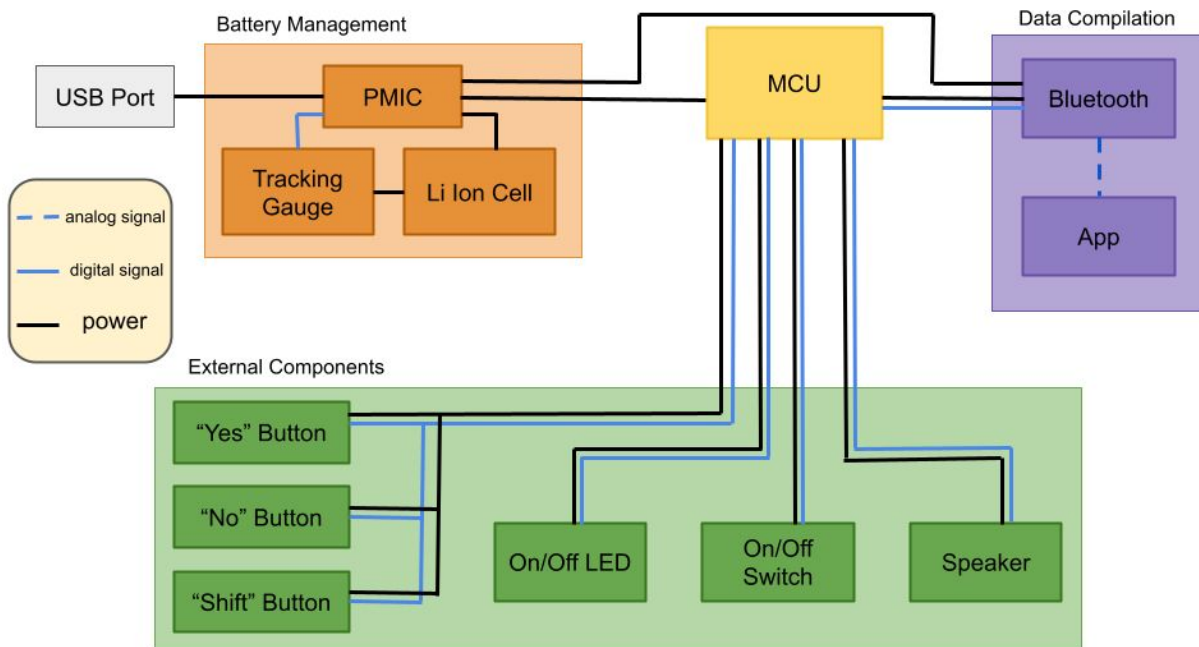 Battery Management
Data Compilation
USB Port
PMIC
MCU
Bluetooth
Tracking
Gauge
Li Ion Cell
App
analog signal
digital signal
power
External Components
“Yes” Button
“No” Button
“Shift” Button
On/Off LED
On/Off
Switch
Speaker